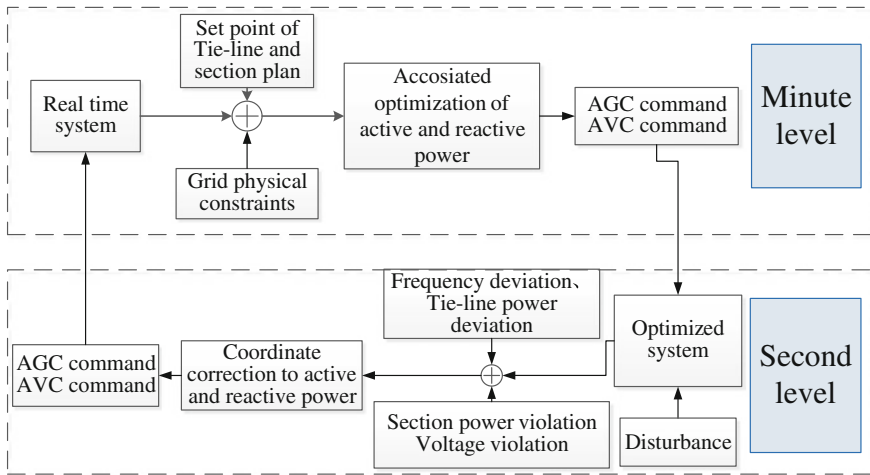 Set point of
Tie-line and
section plan
Real time
system
Accosiated
optimization of
active and reactive
power
AGC command
AVC command
Minute
level
Grid physical
constraints
Frequency deviation、
Tie-line power
deviation
Optimized
system
Second
level
AGC command
AVC command
Coordinate
correction to active
and reactive power
Section power violation
Voltage violation
Disturbance